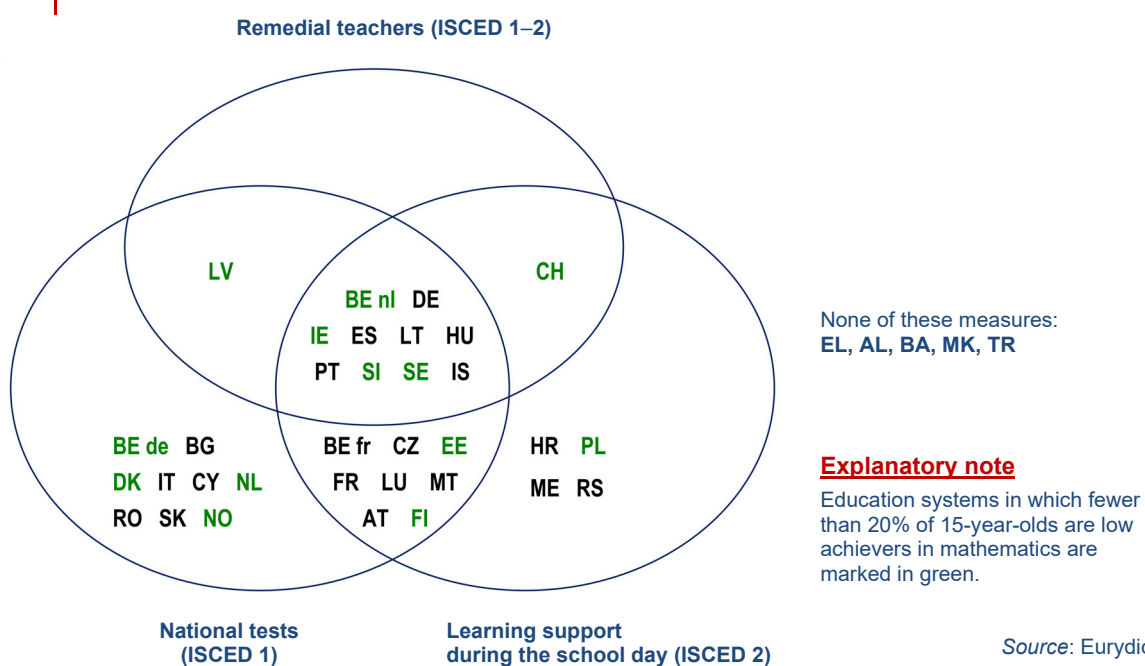 Remedial teachers (ISCED 1–2)
LV
CH
BE nl DE
IE ES LT HU
PT SI SE IS
None of these measures:
EL, AL, BA, MK, TR
BE de BG
DK IT CY NL
RO SK NO
BE fr CZ EE
FR LU MT
AT FI
HR PL
ME RS
Explanatory note
Education systems in which fewer
than 20% of 15-year-olds are low
achievers in mathematics are
marked in green.
National tests
(ISCED 1)
Learning support
during the school day (ISCED 2)
Source: Eurydic